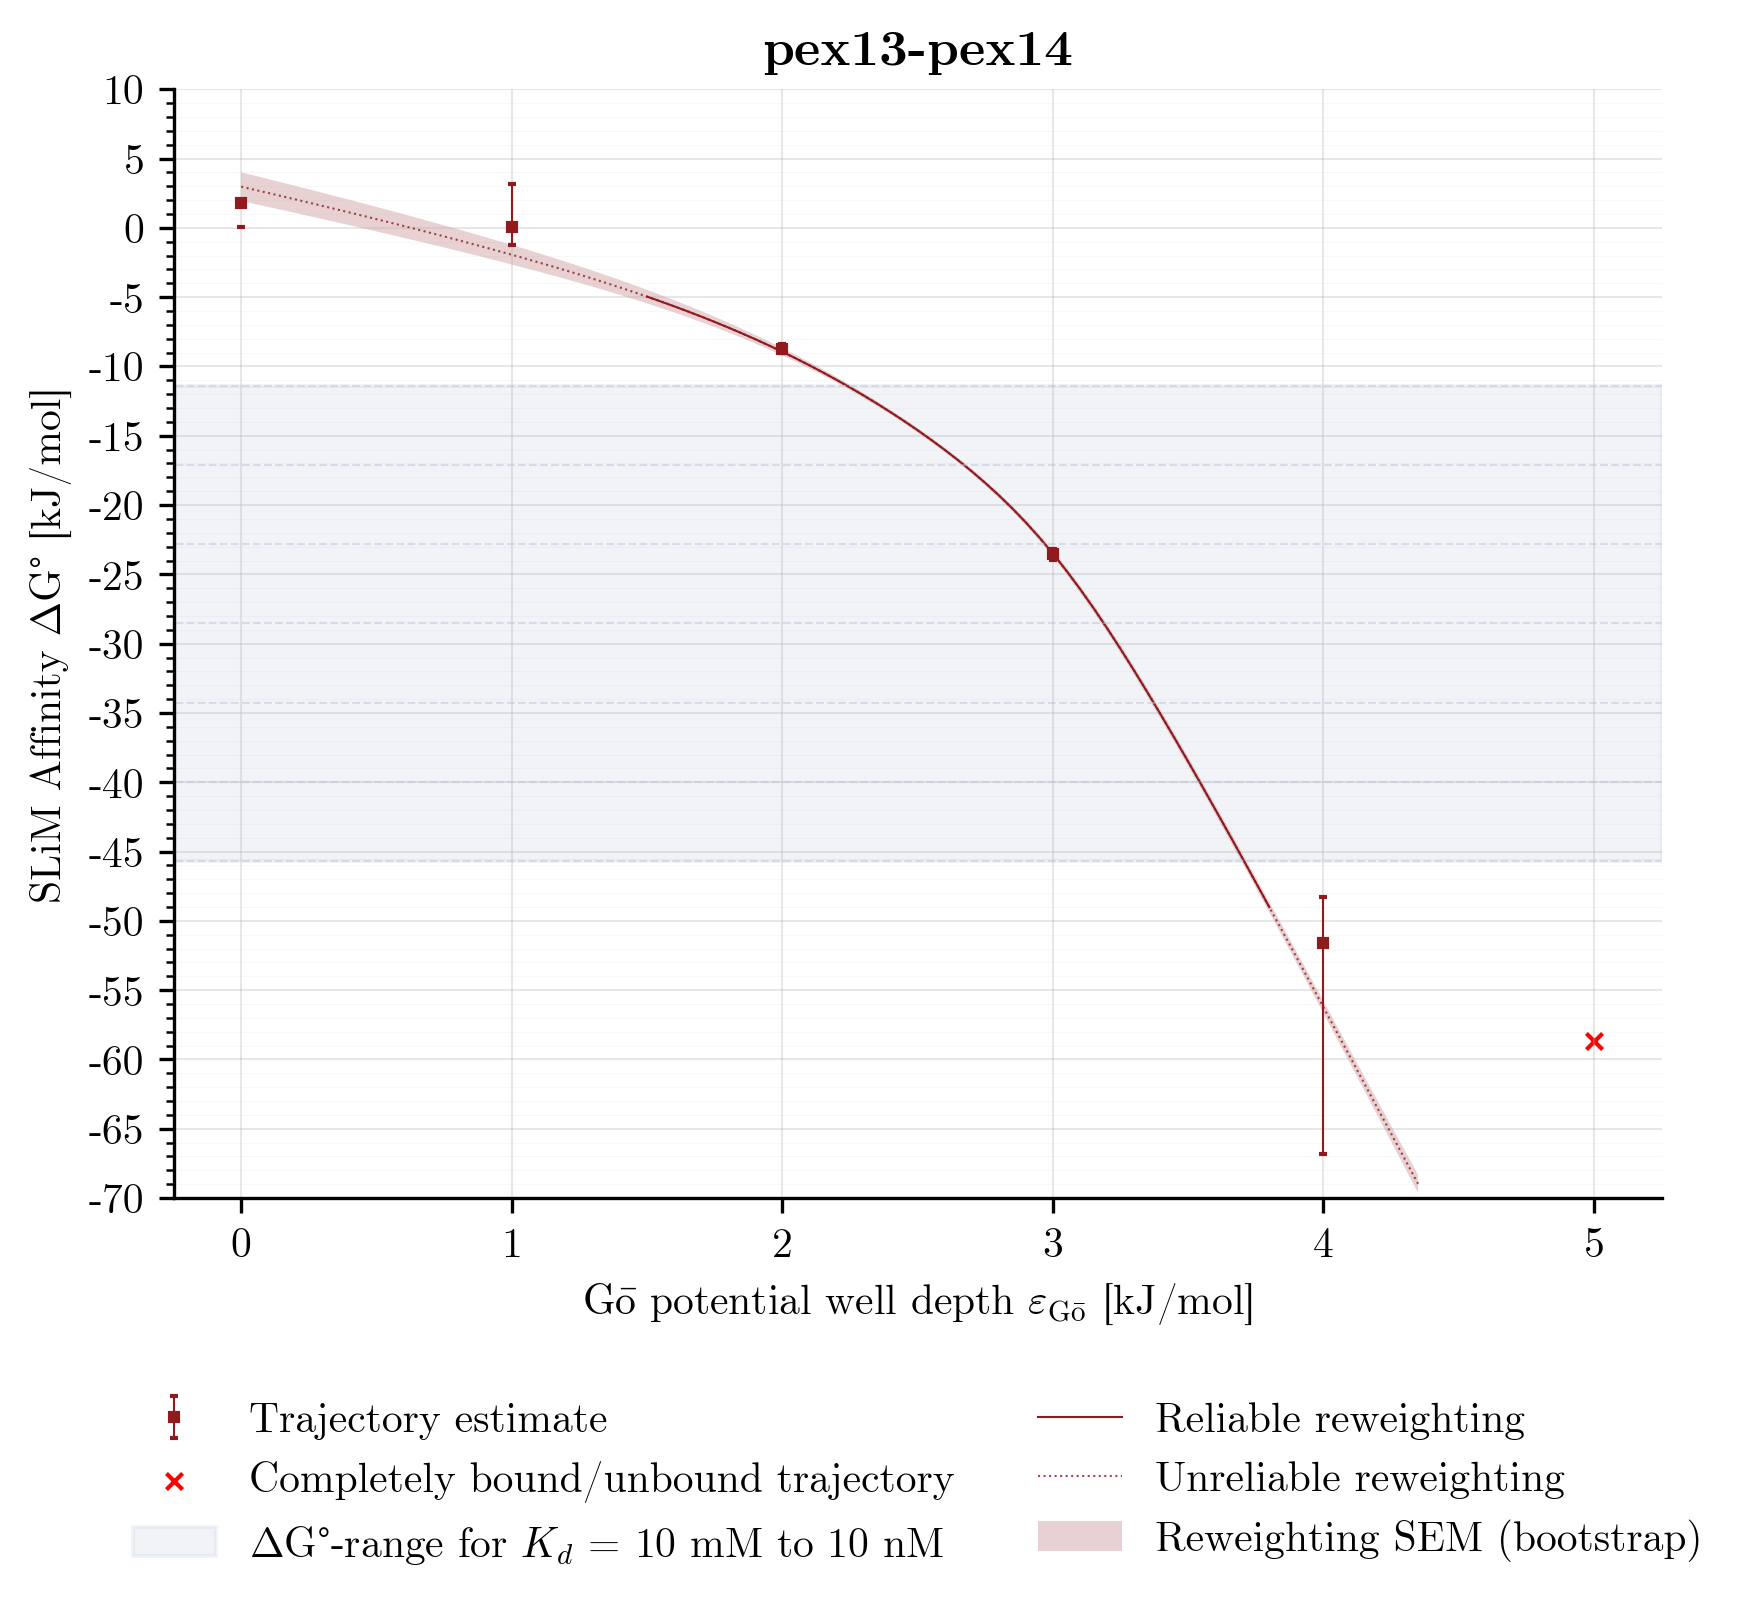 pex13-pex14
10
5
0
-5
-10
-15
-20
-25
-30
-35
-40
-45
-50
-55
-60
-65
-70
SLiM Affinity ΔG° [kJ/mol]
0 1 2 3 4 5
Gō potential well depth ε_Gō [kJ/mol]
Trajectory estimate
Completely bound/unbound trajectory
ΔG°-range for K_d = 10 mM to 10 nM
Reliable reweighting
Unreliable reweighting
Reweighting SEM (bootstrap)